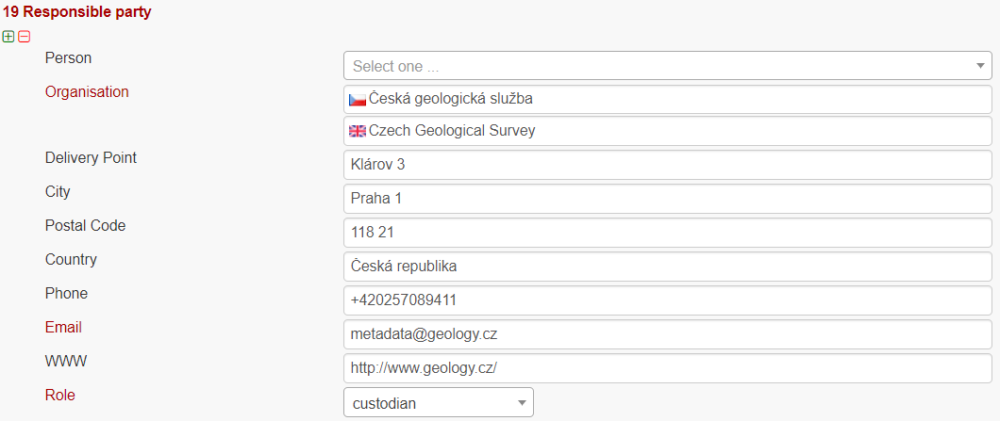 19 Responsible party
Person
Select one ...
Organisation
Česká geologická služba
Czech Geological Survey
Delivery Point
Klárov 3
City
Praha 1
Postal Code
118 21
Country
Česká republika
Phone
+420257089411
Email
metadata@geology.cz
WWW
http://www.geology.cz/
Role
custodian